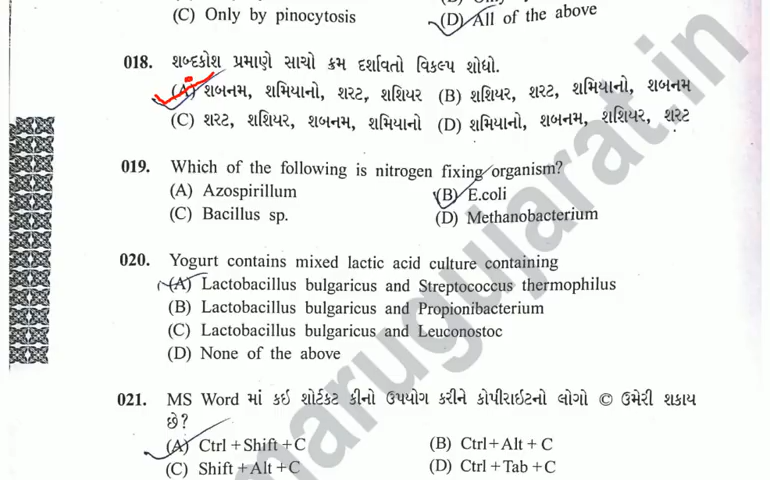 (C) Only by pinocytosis
(D) All of the above
018. શબ્દકોશ પ્રમાણે સાચો ક્રમ દર્શાવતો વિકલ્પ શોધો.
(A) શબનમ, શમિયાનો, શરટ, શશિયર (B) શશિયર, શરટ, શમિયાનો, શબનમ
(C) શરટ, શશિયર, શબનમ, શમિયાનો (D) શમિયાનો, શબનમ, શશિયર, શરટ
019. Which of the following is nitrogen fixing organism?
(A) Azospirillum (B) E.coli
(C) Bacillus sp. (D) Methanobacterium
020. Yogurt contains mixed lactic acid culture containing
(A) Lactobacillus bulgaricus and Streptococcus thermophilus
(B) Lactobacillus bulgaricus and Propionibacterium
(C) Lactobacillus bulgaricus and Leuconostoc
(D) None of the above
021. MS Word માં કઇ શોર્ટકટ કીનો ઉપયોગ કરીને કોપીરાઇટનો લોગો © ઉમેરી શકાય
છે?
(A) Ctrl+Shift+C (B) Ctrl+Alt+C
(C) Shift+Alt+C (D) Ctrl+Tab+C
marugujarat.in